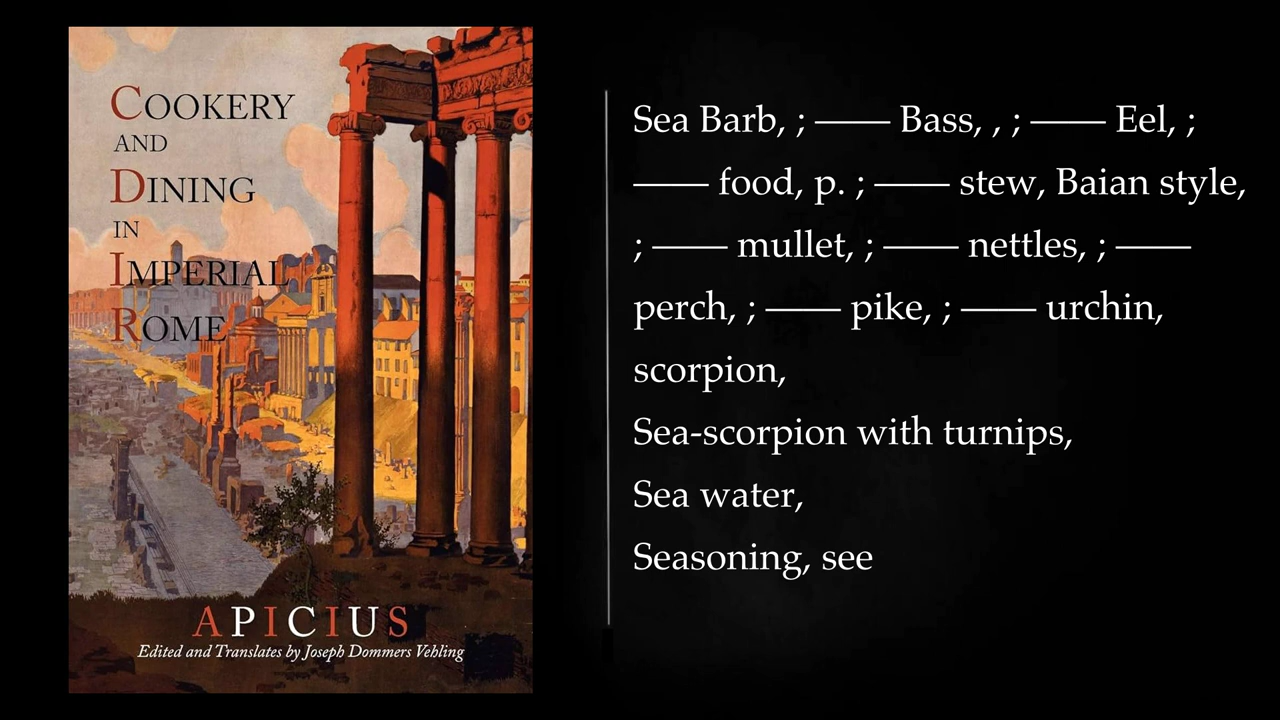 COOKERY
AND
DINING
IN
IMPERIAL
ROME
APICIUS
Edited and Translates by Joseph Dommers Vehling
Sea Barb, ; —— Bass, , ; —— Eel, ;
—— food, p. ; —— stew, Baian style,
; —— mullet, ; —— nettles, ; ——
perch, ; —— pike, ; —— urchin,
scorpion,
Sea-scorpion with turnips,
Sea water,
Seasoning, see